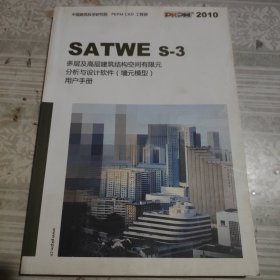 中国建筑科学研究院 PKPM CAD 工程部
PKPM 2010
SATWE S-3
多层及高层建筑结构空间有限元
分析与设计软件（墙元模型）
用户手册